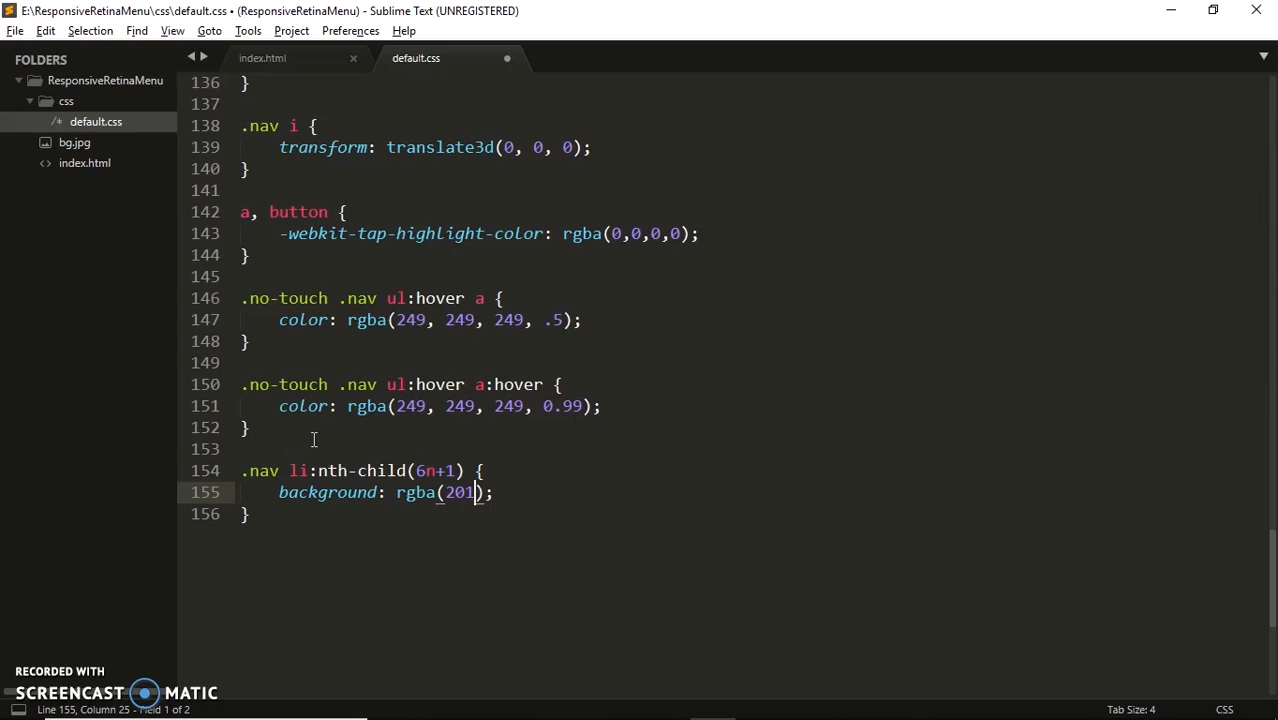 E:\ResponsiveRetinaMenu\css\default.css • (ResponsiveRetinaMenu) - Sublime Text (UNREGISTERED)
File Edit Selection Find View Goto Tools Project Preferences Help
FOLDERS
ResponsiveRetinaMenu
css
/* default.css
bg.jpg
<> index.html
index.html
default.css
136 }
137
138 .nav i {
139     transform: translate3d(0, 0, 0);
140 }
141
142 a, button {
143     -webkit-tap-highlight-color: rgba(0,0,0,0);
144 }
145
146 .no-touch .nav ul:hover a {
147     color: rgba(249, 249, 249, .5);
148 }
149
150 .no-touch .nav ul:hover a:hover {
151     color: rgba(249, 249, 249, 0.99);
152 }
153
154 .nav li:nth-child(6n+1) {
155     background: rgba(201);
156 }
RECORDED WITH
SCREENCAST MATIC
Line 155, Column 25 - Field 1 of 2
Tab Size: 4
CSS